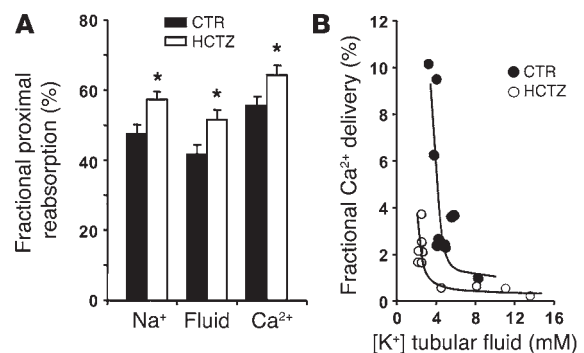 A
CTR
HCTZ
Fractional proximal
reabsorption (%)
80
60
40
20
0
*
*
*
Na⁺ Fluid Ca²⁺
B
CTR
HCTZ
Fractional Ca²⁺ delivery (%)
12
10
8
6
4
2
0
0 4 8 12 16
[K⁺] tubular fluid (mM)